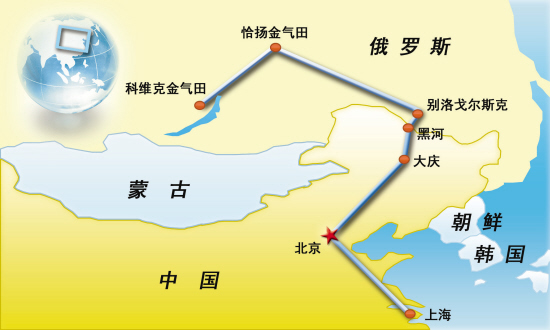 恰扬金气田
俄罗斯
科维克金气田
别洛戈尔斯克
黑河
大庆
蒙古
朝鲜
北京
韩国
中国
上海